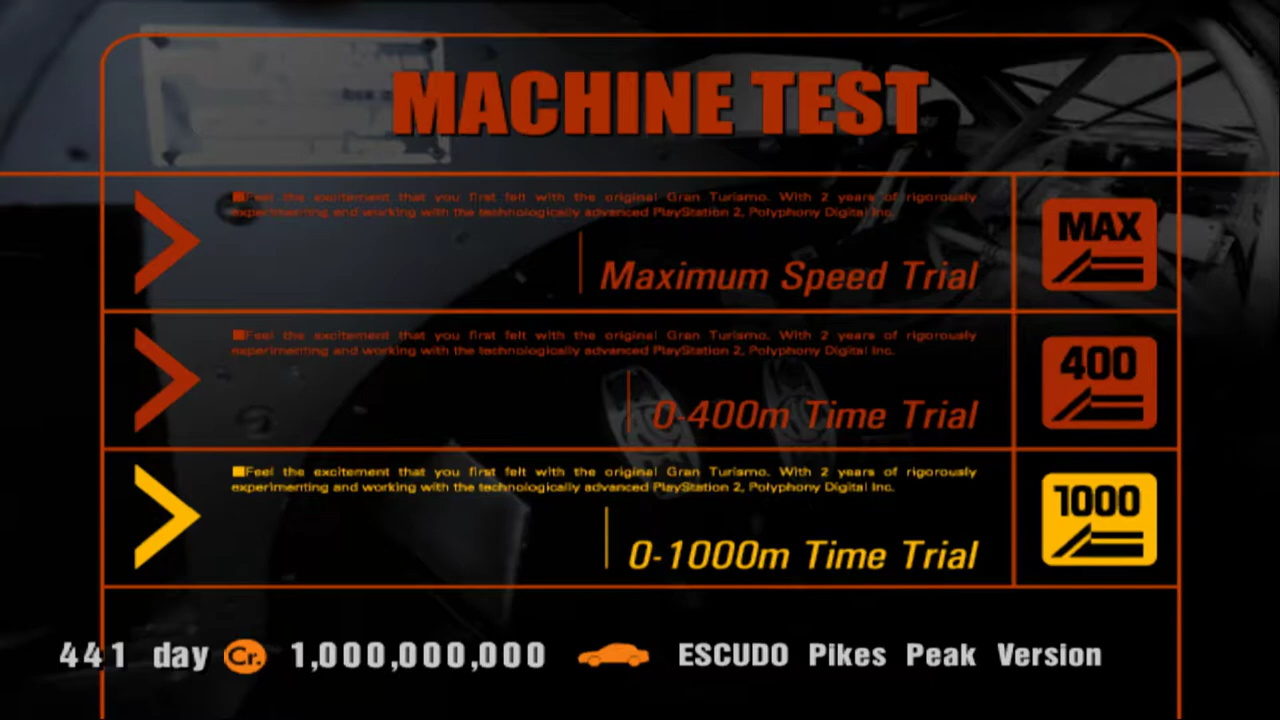 MACHINE TEST
■Feel the excitement that you first felt with the original Gran Turismo. With 2 years of rigorously
experimenting and working with the technologically advanced PlayStation 2, Polyphony Digital Inc.
Maximum Speed Trial
MAX
■Feel the excitement that you first felt with the original Gran Turismo. With 2 years of rigorously
experimenting and working with the technologically advanced PlayStation 2, Polyphony Digital Inc.
0-400m Time Trial
400
■Feel the excitement that you first felt with the original Gran Turismo. With 2 years of rigorously
experimenting and working with the technologically advanced PlayStation 2, Polyphony Digital Inc.
0-1000m Time Trial
1000
441 day Cr. 1,000,000,000 ESCUDO Pikes Peak Version